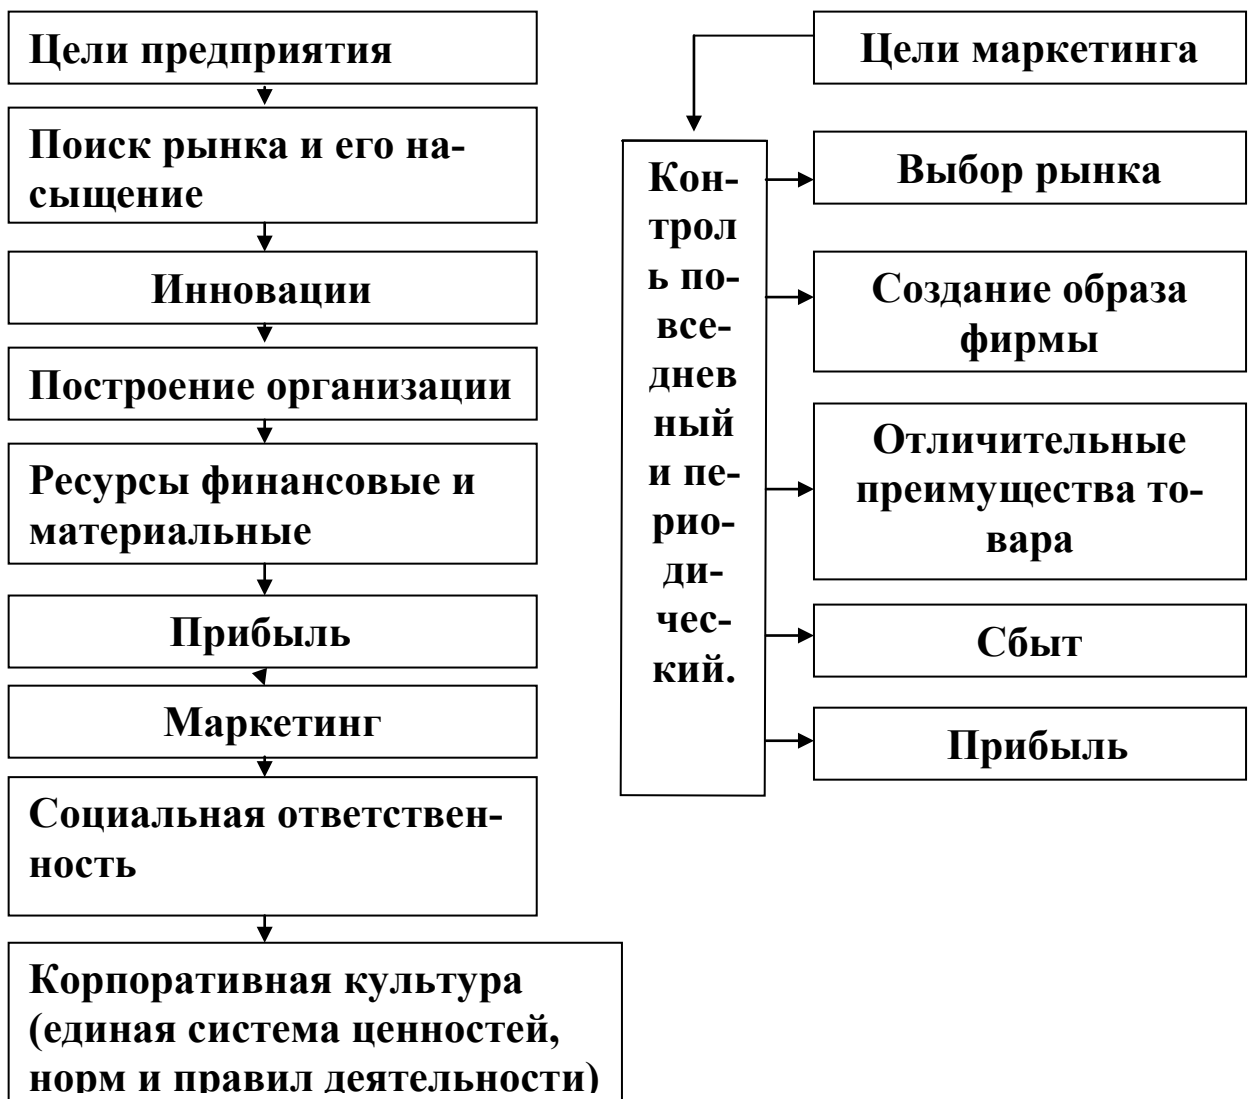 Цели предприятия
Поиск рынка и его на-
сыщение
Инновации
Построение организации
Ресурсы финансовые и
материальные
Прибыль
Маркетинг
Социальная ответствен-
ность
Корпоративная культура
(единая система ценностей,
норм и правил деятельности)
Цели маркетинга
Кон-
трол
ь по-
все-
днев
ный
и пе-
рио-
ди-
чес-
кий.
Выбор рынка
Создание образа
фирмы
Отличительные
преимущества то-
вара
Сбыт
Прибыль